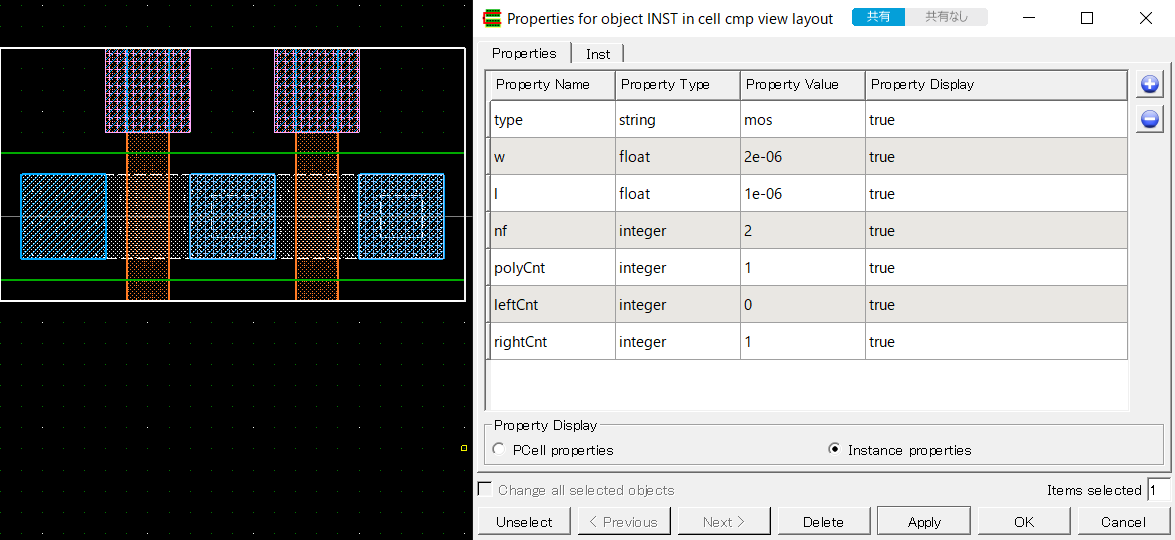 Properties for object INST in cell cmp view layout 共有 共有なし
Properties Inst
Property Name Property Type Property Value Property Display
type string mos true
w float 2e-06 true
l float 1e-06 true
nf integer 2 true
polyCnt integer 1 true
leftCnt integer 0 true
rightCnt integer 1 true
Property Display
PCell properties Instance properties
Change all selected objects Items selected 1
Unselect < Previous Next > Delete Apply OK Cancel